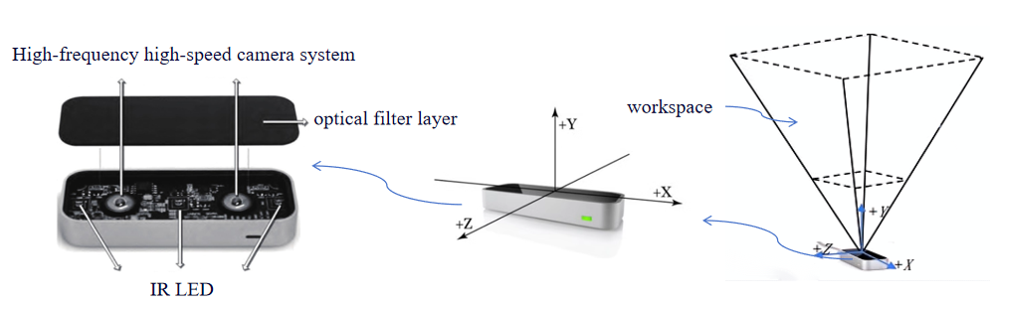 High-frequency high-speed camera system
optical filter layer
IR LED
+Y
+X
+Z
workspace
+Y
+Z
+X